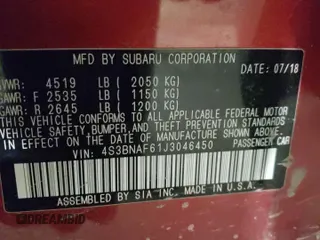 MFD BY SUBARU CORPORATION
DATE: 07/18
VWR: 4519 LB ( 2050 KG)
GAWR: F 2535 LB ( 1150 KG)
GAWR: R 2645 LB ( 1200 KG)
THIS VEHICLE CONFORMS TO ALL APPLICABLE FEDERAL MOTOR
VEHICLE SAFETY, BUMPER, AND THEFT PREVENTION STANDARDS
IN EFFECT ON THE DATE OF MANUFACTURE SHOWN ABOVE.
VIN: 4S3BNAF61J3046450
PASSENGER CAR
ASSEMBLED BY SIA INC. MADE IN U.S.A.
DREAMBID